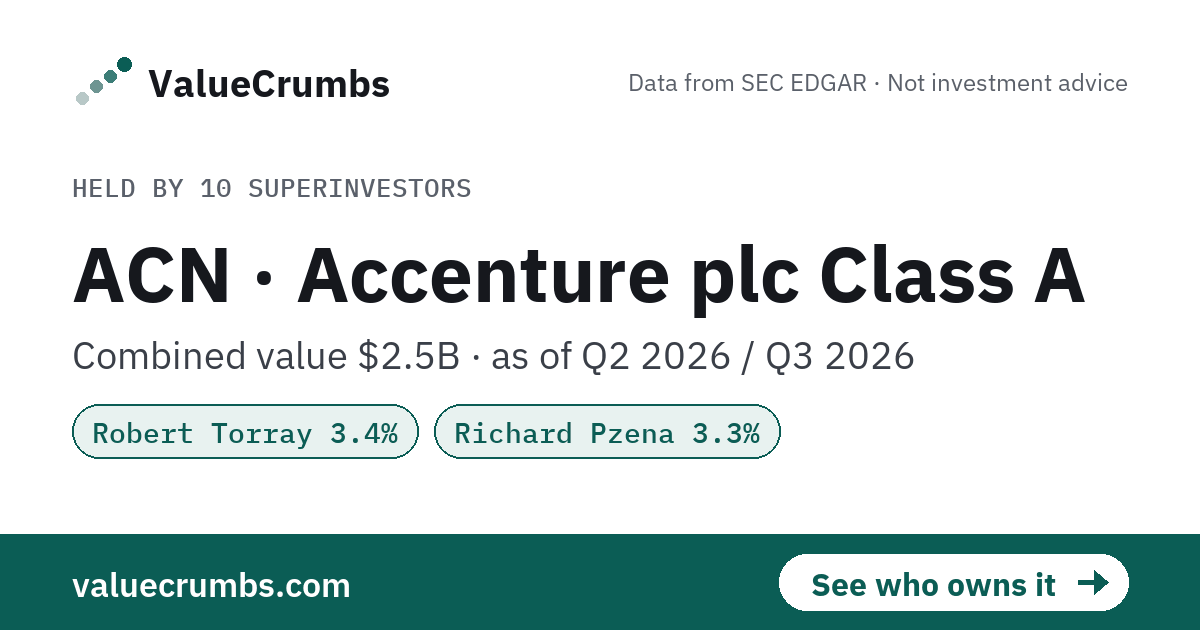 ValueCrumbs
Data from SEC EDGAR · Not investment advice
HELD BY 10 SUPERINVESTORS
ACN · Accenture plc Class A
Combined value $2.5B · as of Q2 2026 / Q3 2026
Robert Torray 3.4%
Richard Pzena 3.3%
valuecrumbs.com
See who owns it →